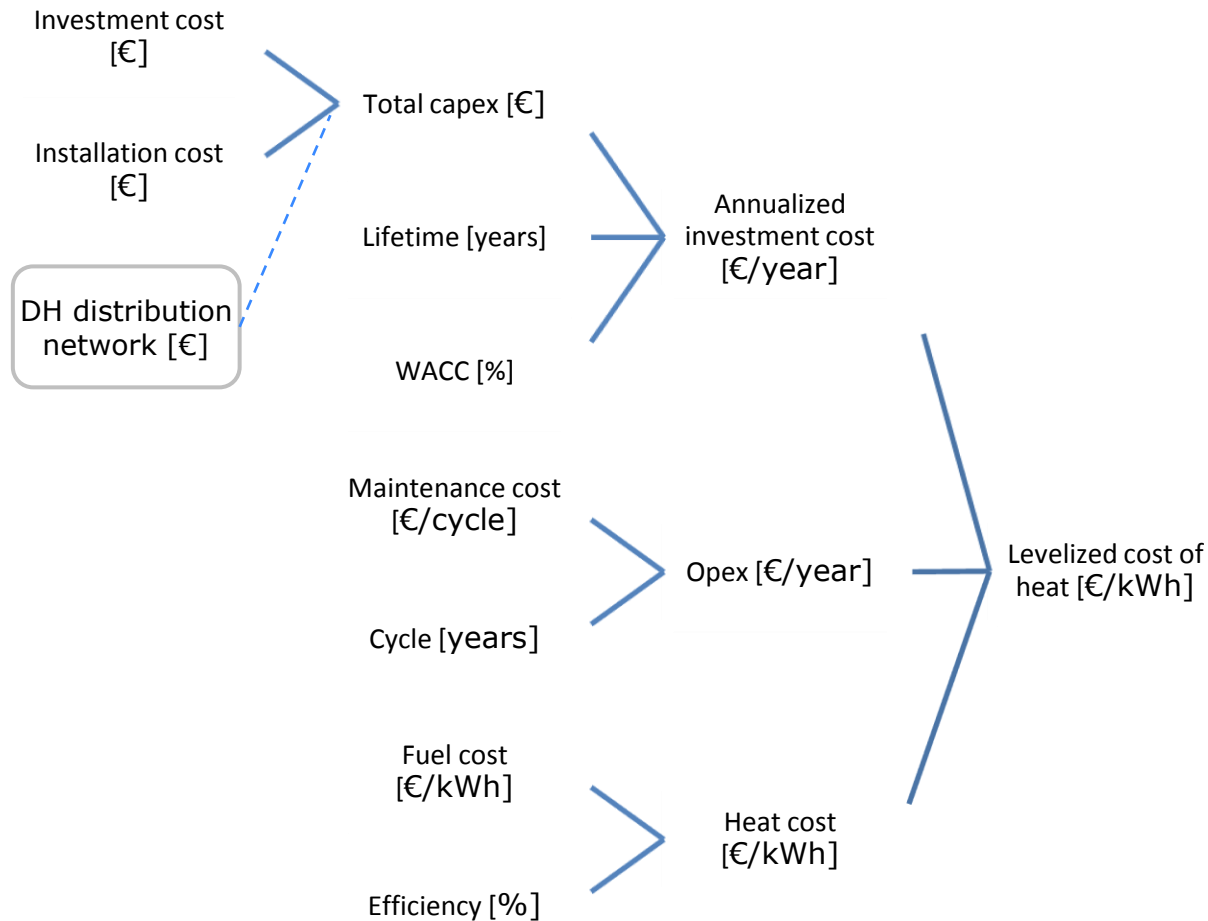 Investment cost
[€]
Installation cost
[€]
DH distribution
network [€]
Total capex [€]
Lifetime [years]
WACC [%]
Annualized
investment cost
[€/year]
Maintenance cost
[€/cycle]
Cycle [years]
Opex [€/year]
Fuel cost
[€/kWh]
Efficiency [%]
Heat cost
[€/kWh]
Levelized cost of
heat [€/kWh]